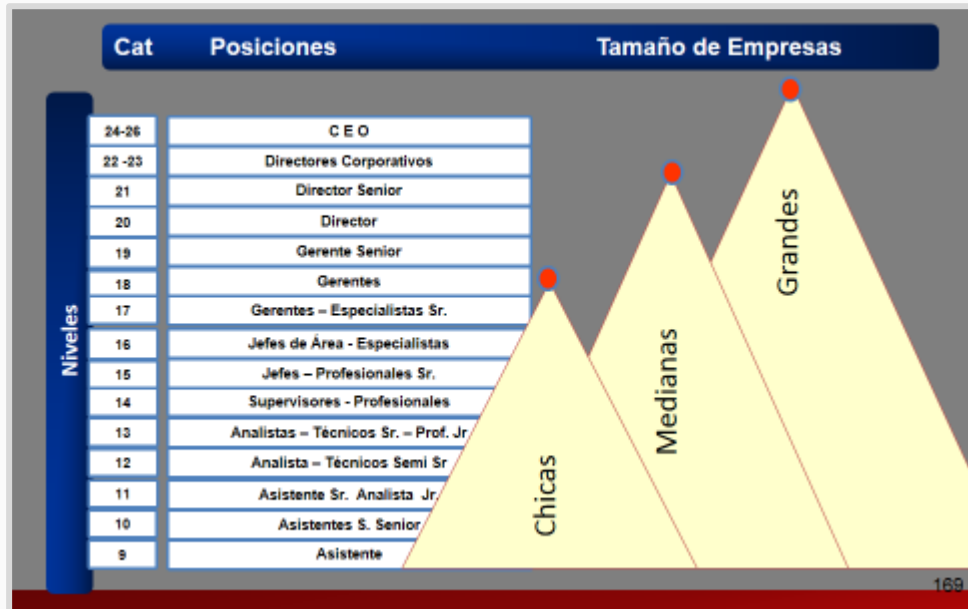 Cat Posiciones Tamaño de Empresas
Niveles
24-26 C E O
22 -23 Directores Corporativos
21 Director Senior
20 Director
19 Gerente Senior
18 Gerentes
17 Gerentes – Especialistas Sr.
16 Jefes de Área - Especialistas
15 Jefes – Profesionales Sr.
14 Supervisores - Profesionales
13 Analistas – Técnicos Sr. – Prof. Jr
12 Analista – Técnicos Semi Sr
11 Asistente Sr. Analista Jr.
10 Asistentes S. Senior
9 Asistente
Chicas
Medianas
Grandes
169